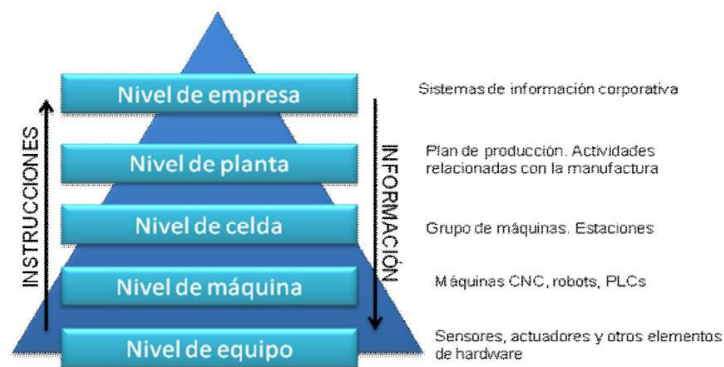 Nivel de empresa
Sistemas de información corporativa
Nivel de planta
Plan de producción. Actividades
relacionadas con la manufactura
Nivel de celda
Grupo de máquinas. Estaciones
Nivel de máquina
Máquinas CNC, robots, PLCs
Nivel de equipo
Sensores, actuadores y otros elementos
de hardware
INSTRUCCIONES
INFORMACIÓN